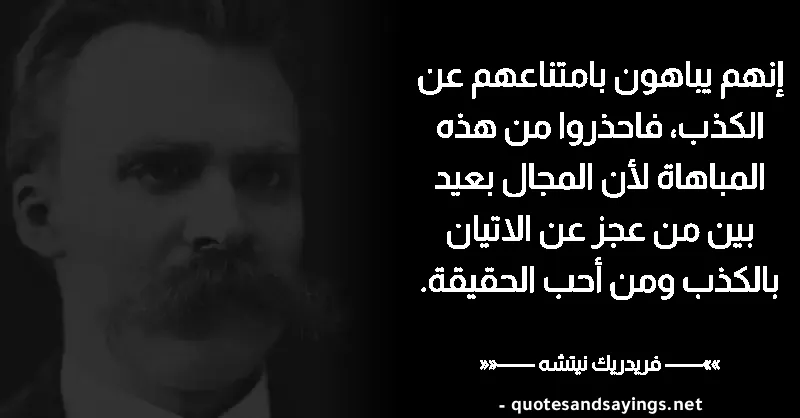 إنهم يباهون بامتناعهم عن
الكذب، فاحذروا من هذه
المباهاة لأن المجال بعيد
بين من عجز عن الاتيان
بالكذب ومن أحب الحقيقة.
»»—— فريدريك نيتشه ——««
- quotesandsayings.net